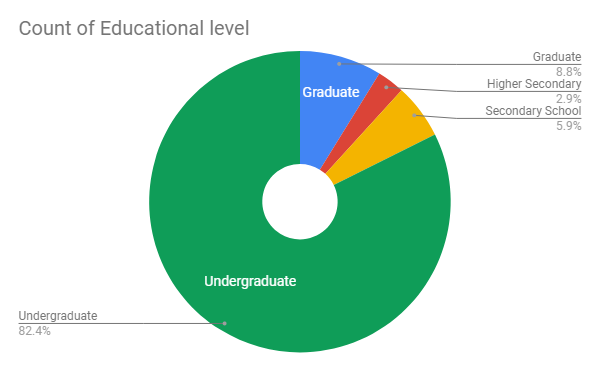 Count of Educational level
Graduate
8.8%
Higher Secondary
2.9%
Secondary School
5.9%
Graduate
Undergraduate
Undergraduate
82.4%